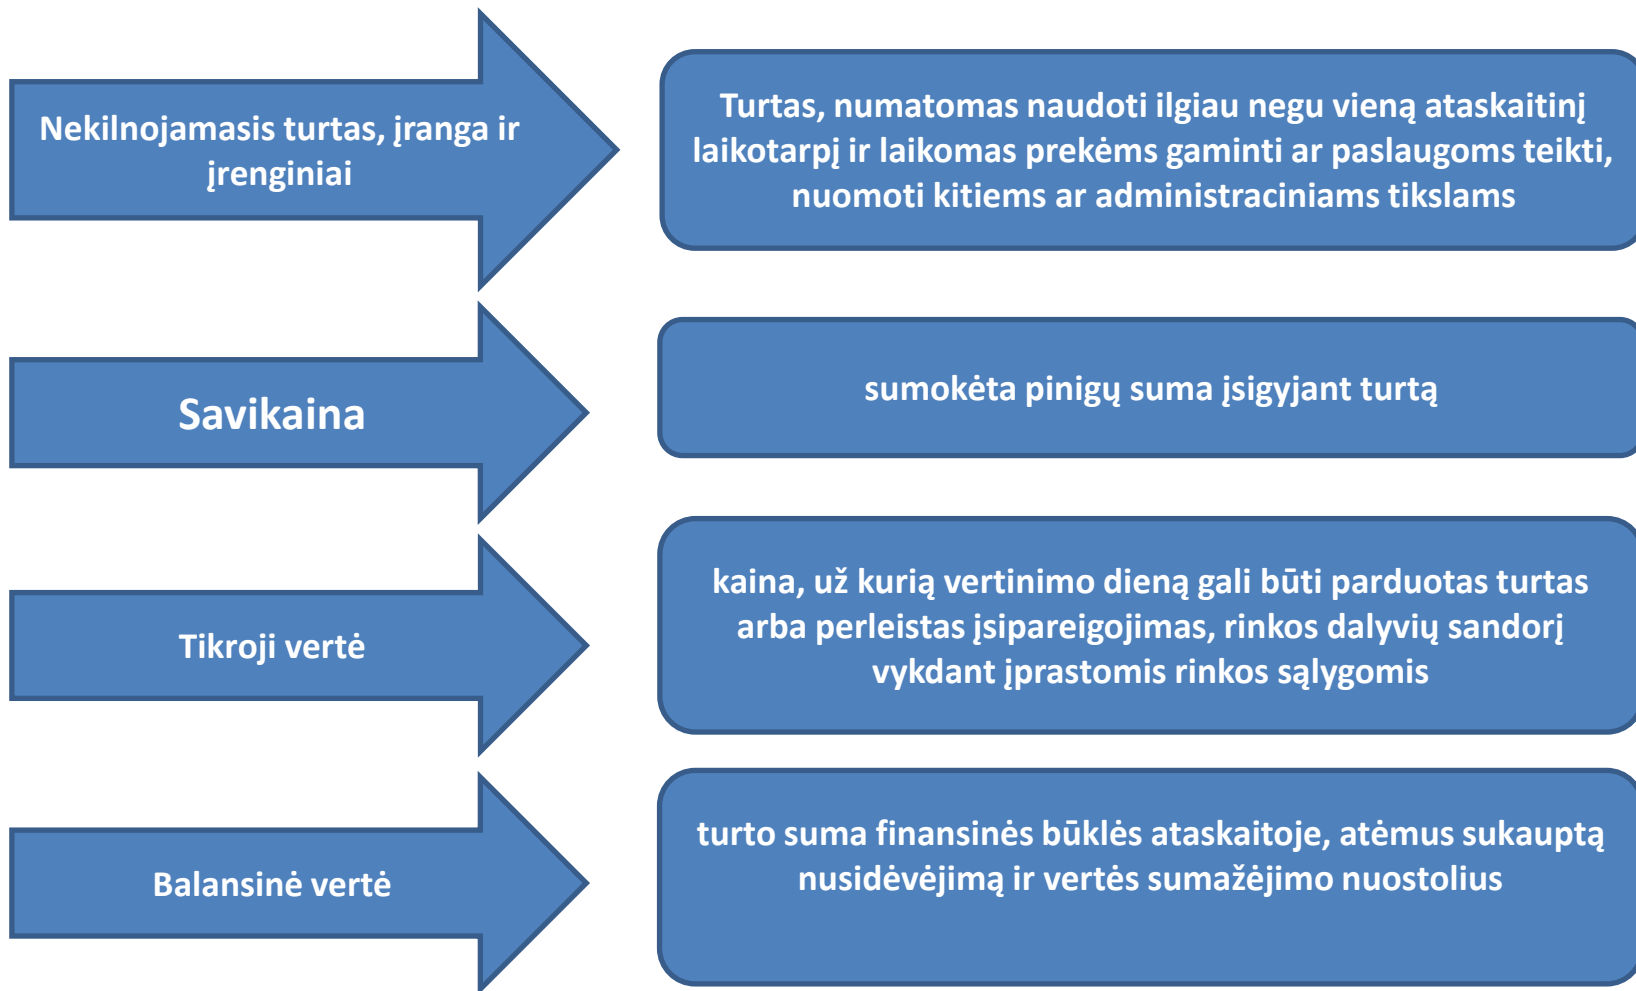 Nekilnojamasis turtas, įranga ir
įrenginiai
Turtas, numatomas naudoti ilgiau negu vieną ataskaitinį
laikotarpį ir laikomas prekėms gaminti ar paslaugoms teikti,
nuomoti kitiems ar administraciniams tikslams
Savikaina
sumokėta pinigų suma įsigyjant turtą
Tikroji vertė
kaina, už kurią vertinimo dieną gali būti parduotas turtas
arba perleistas įsipareigojimas, rinkos dalyvių sandorį
vykdant įprastomis rinkos sąlygomis
Balansinė vertė
turto suma finansinės būklės ataskaitoje, atėmus sukauptą
nusidėvėjimą ir vertės sumažėjimo nuostolius